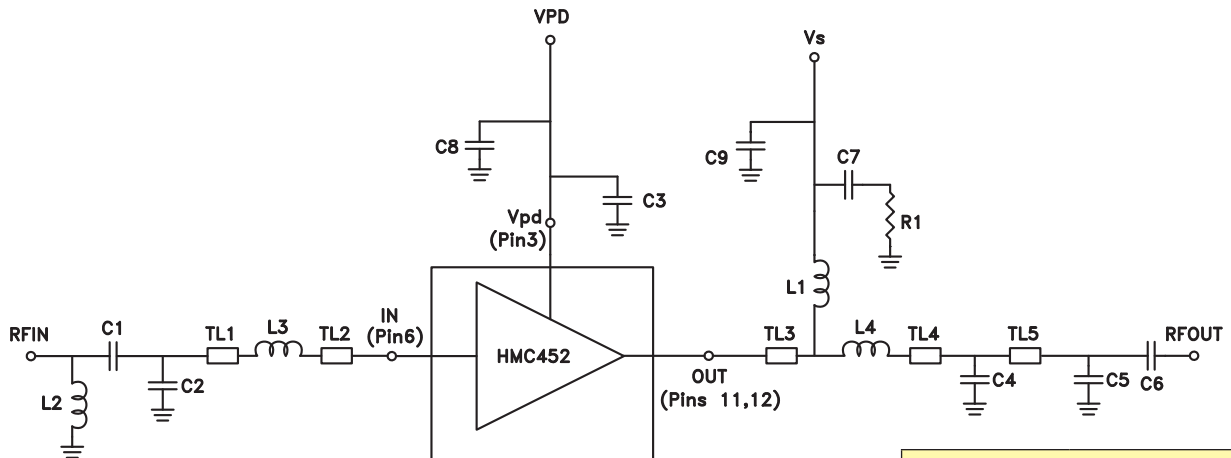 VPD
Vs
C8
C9
C7
C3
R1
Vpd
(Pin3)
L1
RFIN
C1
TL1
L3
TL2
IN
(Pin6)
HMC452
TL3
L4
TL4
TL5
RFOUT
L2
C2
OUT
(Pins 11,12)
C4
C5
C6